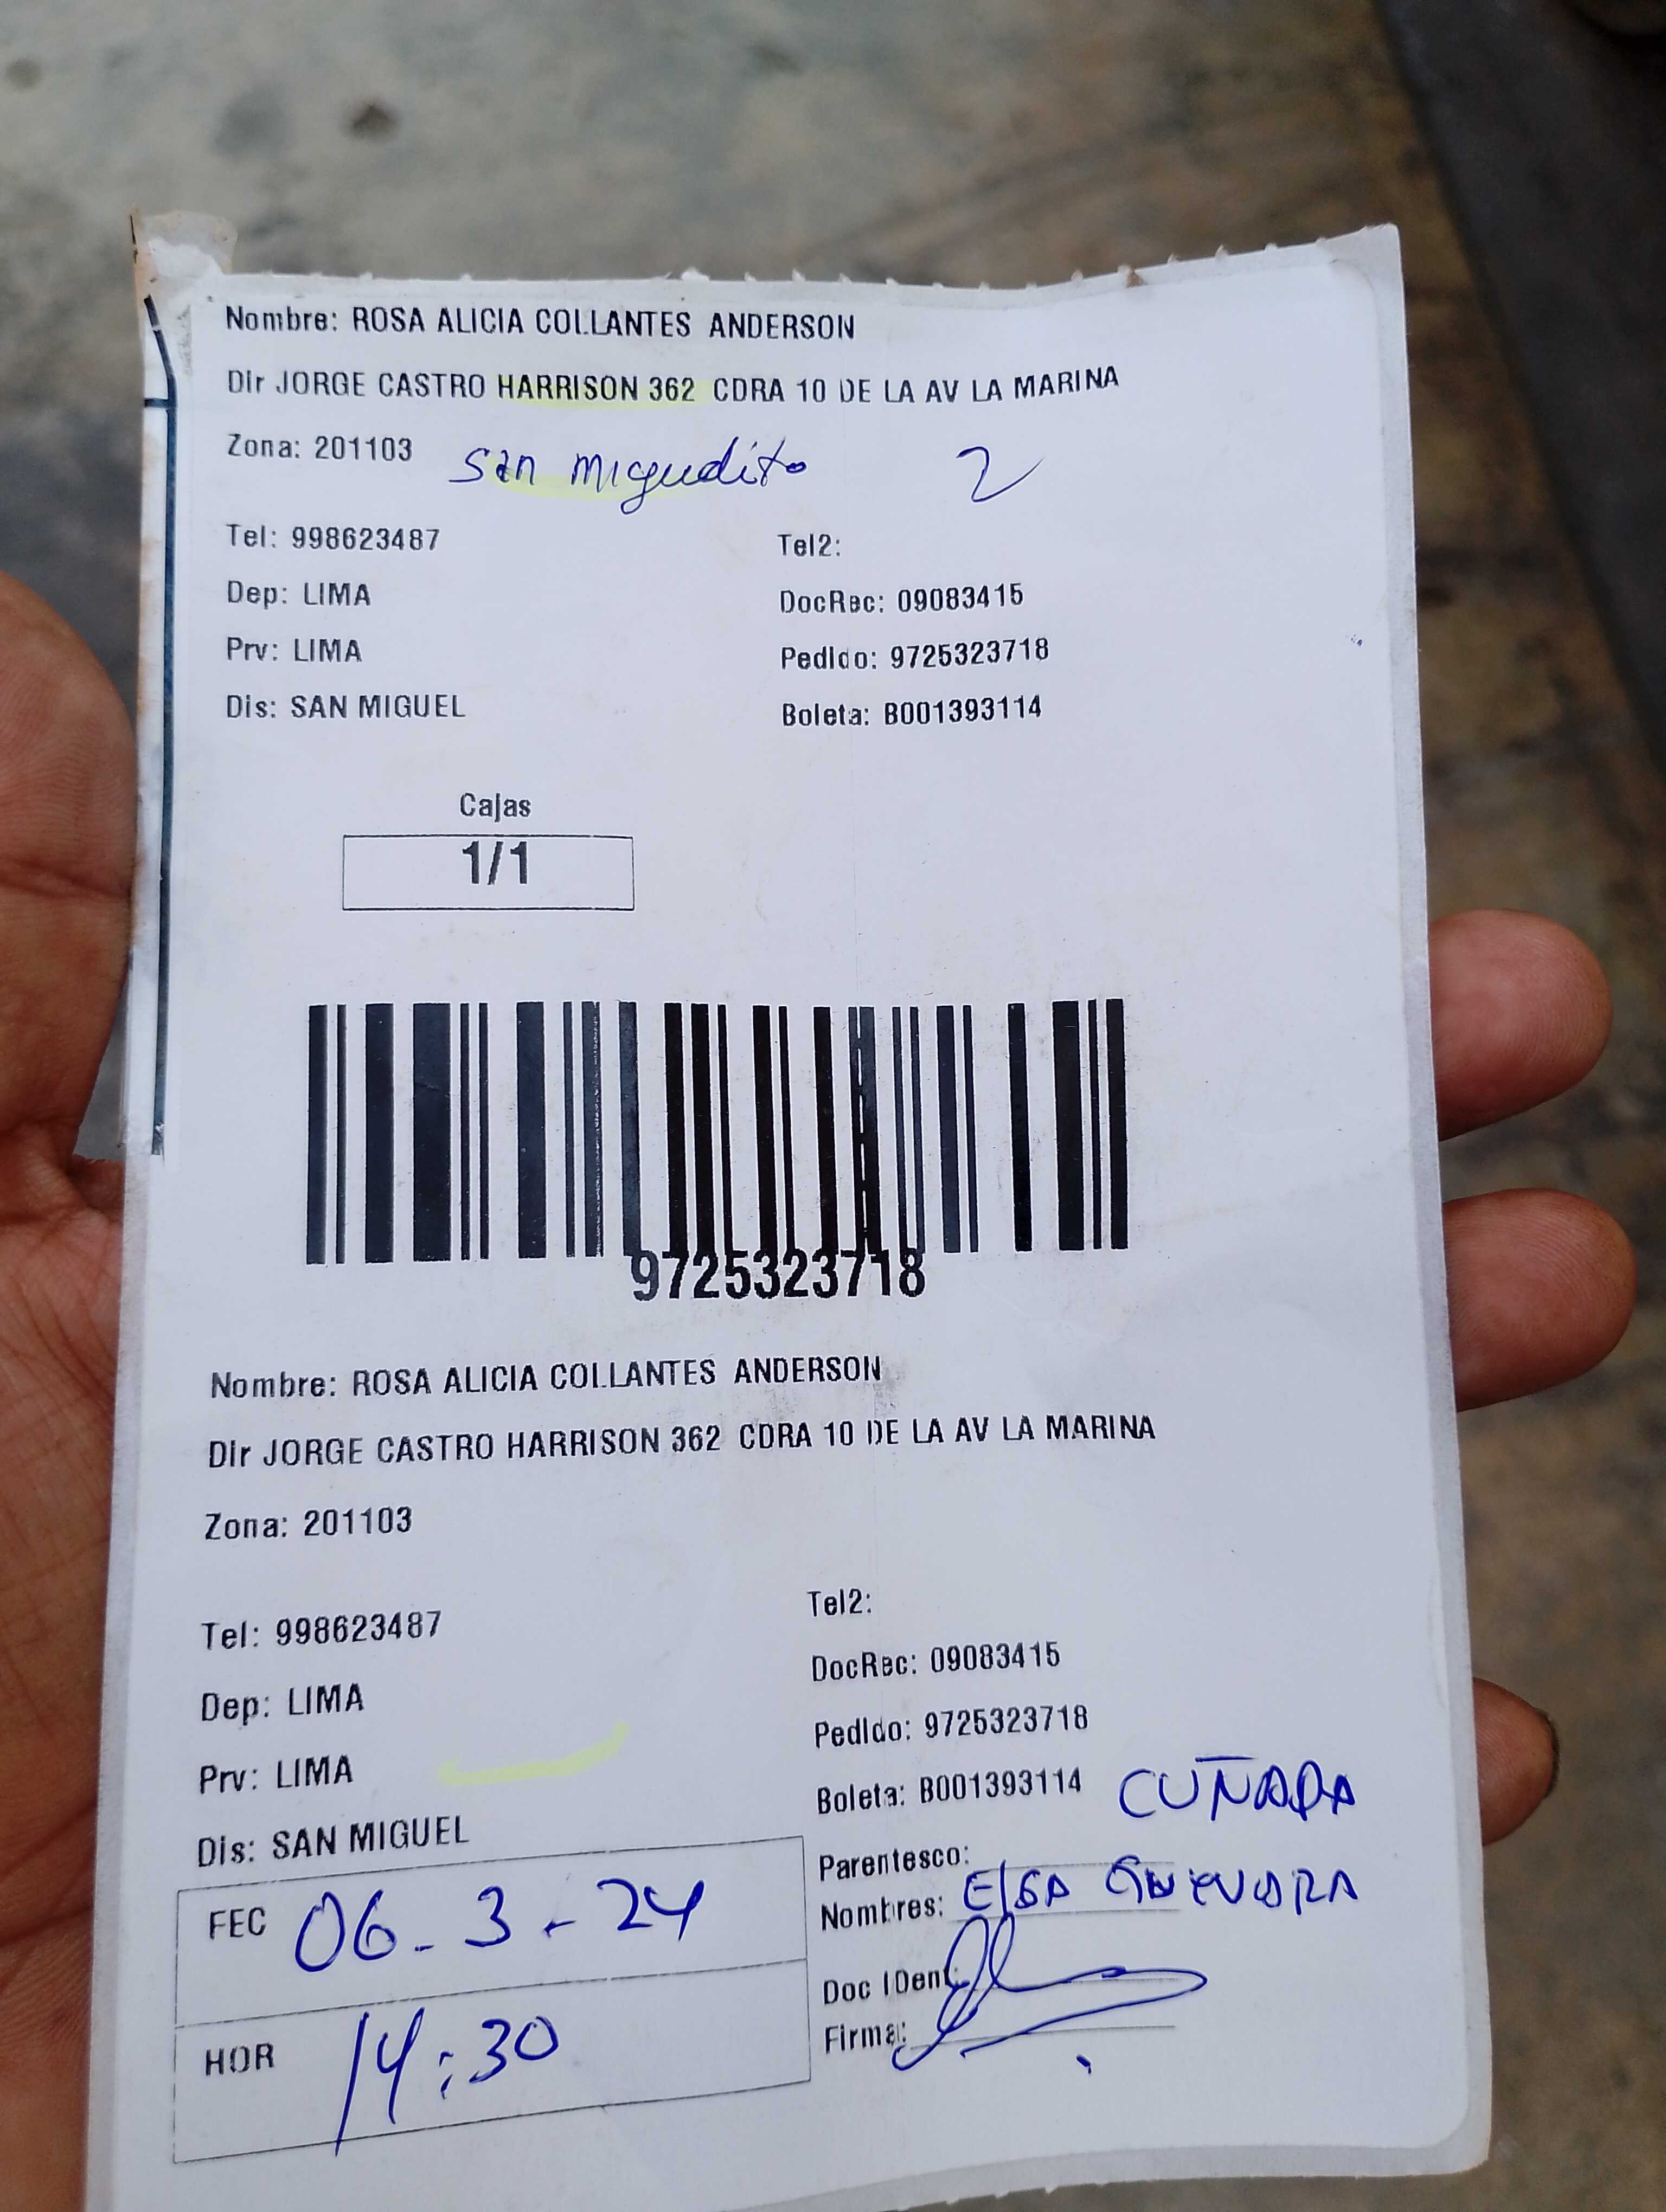 Nombre: ROSA ALICIA COLLANTES ANDERSON
Dir JORGE CASTRO HARRISON 362 CDRA 10 DE LA AV LA MARINA
Zona: 201103 San Miguelito 2
Tel: 998623487 Tel2:
Dep: LIMA DocRec: 09083415
Prv: LIMA Pedido: 9725323718
Dis: SAN MIGUEL Boleta: B001393114
Cajas
1/1
9725323718
Nombre: ROSA ALICIA COLLANTES ANDERSON
Dir JORGE CASTRO HARRISON 362 CDRA 10 DE LA AV LA MARINA
Zona: 201103
Tel: 998623487 Tel2:
Dep: LIMA DocRec: 09083415
Prv: LIMA Pedido: 9725323718
Dis: SAN MIGUEL Boleta: B001393114
Parentesco: CUÑADA
FEC 06-3-24 Nombres: Elsa
Doc IDent:
HOR 14:30 Firma: